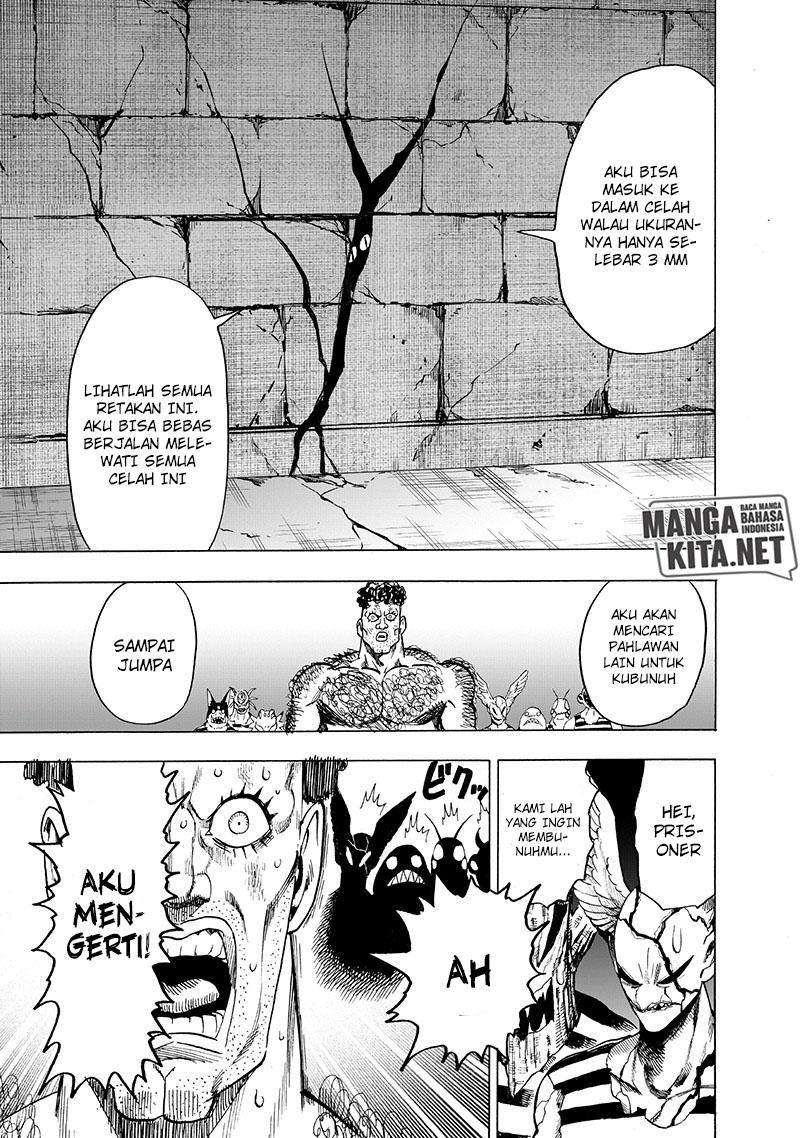 AKU BISA
MASUK KE
DALAM CELAH
WALAU UKURAN-
NYA HANYA SE-
LEBAR 3 MM
LIHATLAH SEMUA
RETAKAN INI.
AKU BISA BEBAS
BERJALAN MELE-
WATI SEMUA
CELAH INI
MANGA
KITA.NET
BACA MANGA
BAHASA
INDONESIA
AKU AKAN
MENCARI
PAHLAWAN
LAIN UNTUK
KUBUNUH
SAMPAI
JUMPA
HEI,
PRIS-
ONER
KAMI LAH
YANG INGIN
MEMBU-
NUHMU...
ビクッ
AH
AKU
MEN-
GERTI!